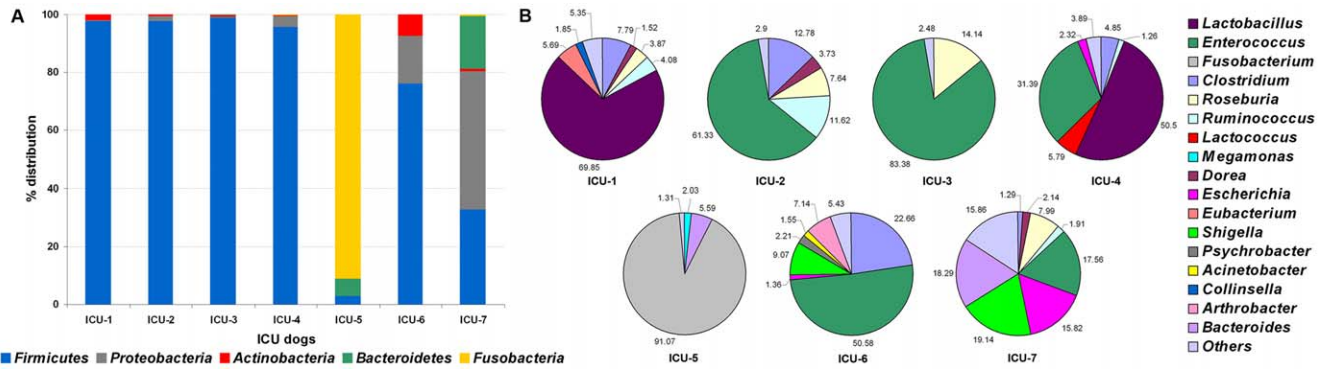 A
B
% distribution
100
80
60
40
20
0
ICU-1 ICU-2 ICU-3 ICU-4 ICU-5 ICU-6 ICU-7
ICU dogs
Firmicutes Proteobacteria Actinobacteria Bacteroidetes Fusobacteria
5.35
1.85
5.69
7.79
1.52
3.87
4.08
69.85
ICU-1
2.9
12.78
3.73
7.64
11.62
61.33
ICU-2
2.48
14.14
83.38
ICU-3
3.89
2.32
4.85
1.26
31.39
50.5
5.79
ICU-4
1.31
2.03
5.59
91.07
ICU-5
7.14
5.43
1.55
2.21
9.07
1.36
22.66
50.58
ICU-6
1.29
2.14
7.99
1.91
15.86
17.56
18.29
15.82
19.14
ICU-7
Lactobacillus
Enterococcus
Fusobacterium
Clostridium
Roseburia
Ruminococcus
Lactococcus
Megamonas
Dorea
Escherichia
Eubacterium
Shigella
Psychrobacter
Acinetobacter
Collinsella
Arthrobacter
Bacteroides
Others